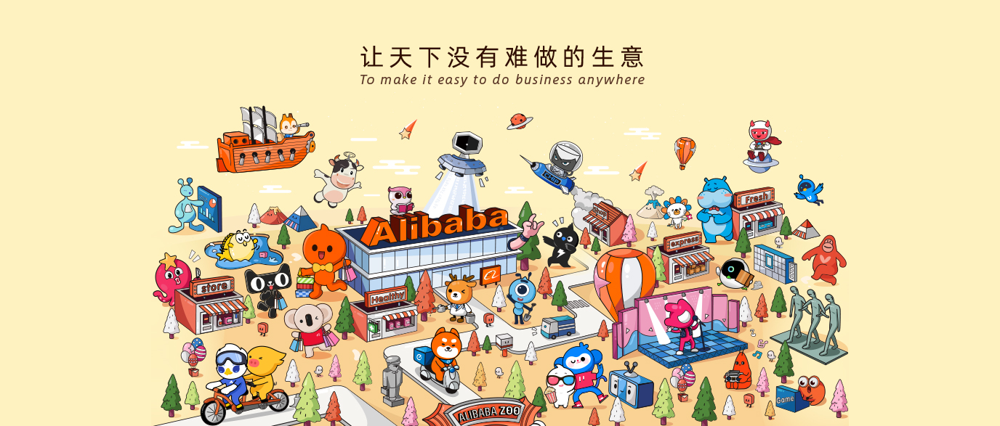 让天下没有难做的生意
To make it easy to do business anywhere
CHIP
Fresh
Alibaba
express
store
Healthy
Game
ALIBABA ZOO